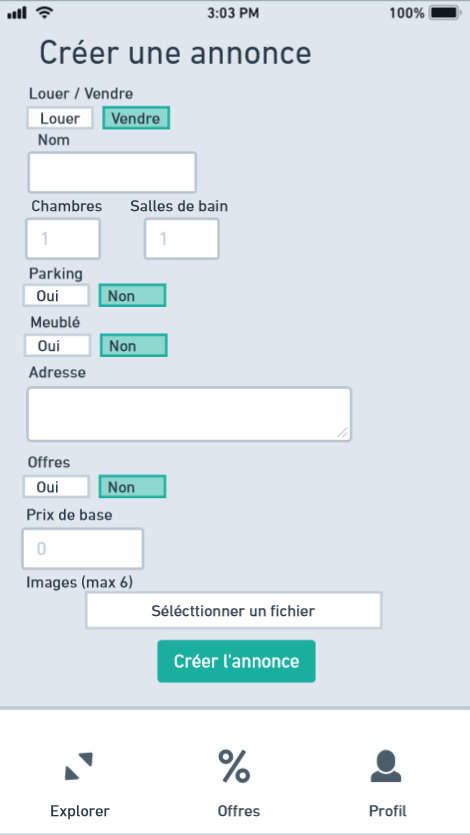 3:03 PM 100%
Créer une annonce
Louer / Vendre
Louer Vendre
Nom
Chambres Salles de bain
1 1
Parking
Oui Non
Meublé
Oui Non
Adresse
Offres
Oui Non
Prix de base
0
Images (max 6)
Sélécttionner un fichier
Créer l'annonce
%
Explorer Offres Profil